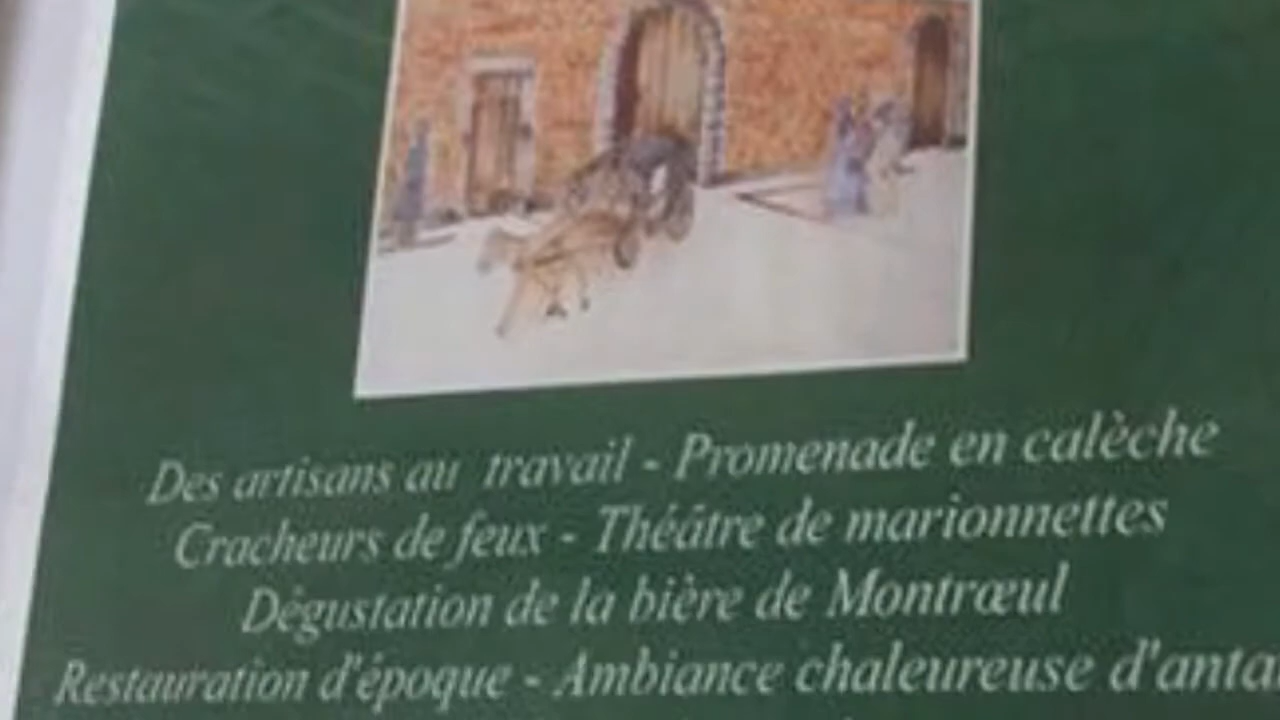 Des artisans au travail - Promenade en calèche
Cracheurs de feux - Théâtre de marionnettes
Dégustation de la bière de Montrœul
Restauration d'époque - Ambiance chaleureuse d'anta